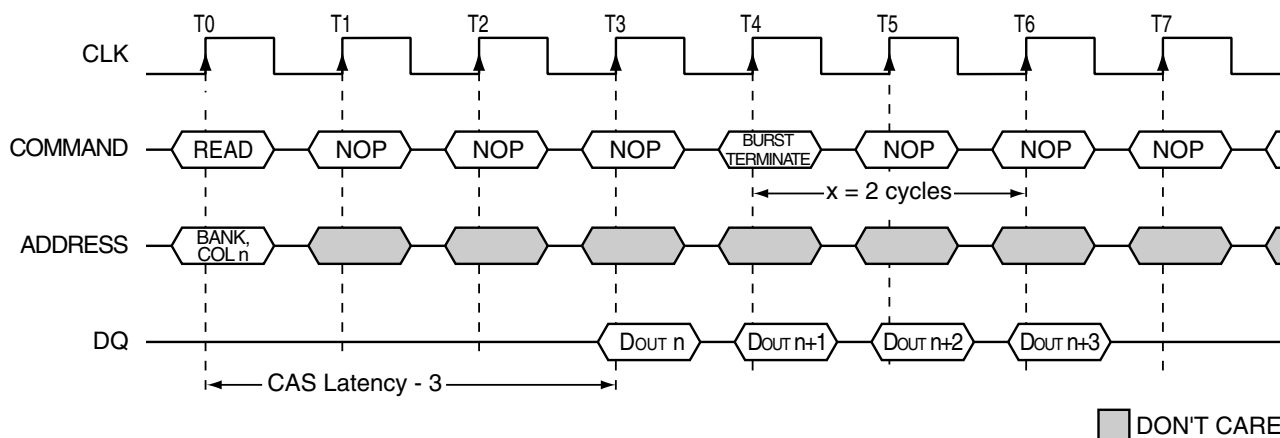 T0 T1 T2 T3 T4 T5 T6 T7
CLK
COMMAND READ NOP NOP NOP BURST TERMINATE NOP NOP NOP
x = 2 cycles
ADDRESS BANK, COL n
DQ DOUT n DOUT n+1 DOUT n+2 DOUT n+3
CAS Latency - 3
DON'T CARE